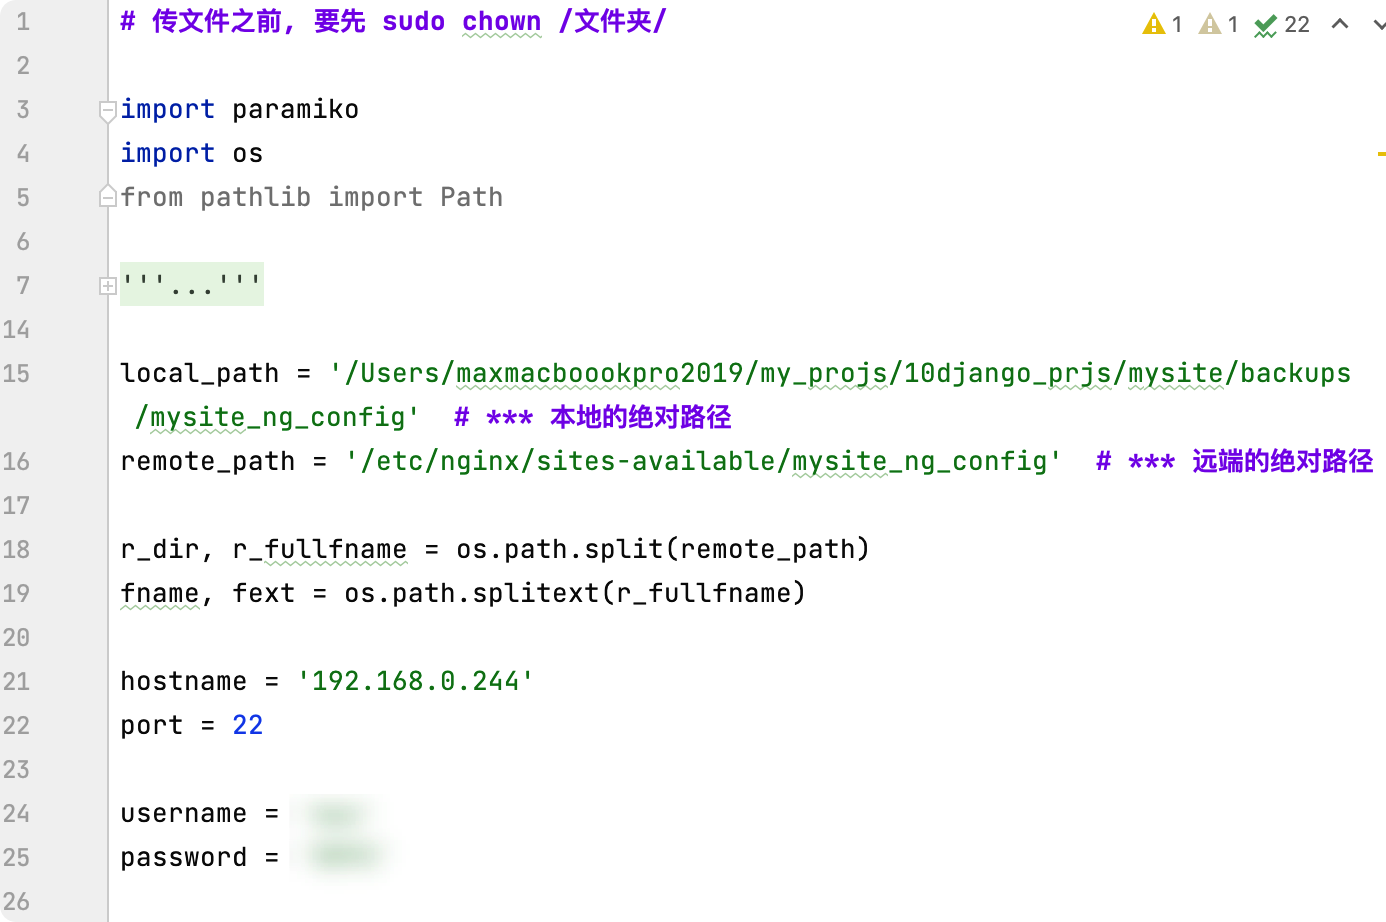 1 # 传文件之前, 要先 sudo chown /文件夹/
⚠ 1 ⚠ 1 ✓ 22
2
3 import paramiko
4 import os
5 from pathlib import Path
6
7 '''...'''
14
15 local_path = '/Users/maxmacboookpro2019/my_projs/10django_prjs/mysite/backups
/mysite_ng_config' # *** 本地的绝对路径
16 remote_path = '/etc/nginx/sites-available/mysite_ng_config' # *** 远端的绝对路径
17
18 r_dir, r_fullfname = os.path.split(remote_path)
19 fname, fext = os.path.splitext(r_fullfname)
20
21 hostname = '192.168.0.244'
22 port = 22
23
24 username =
25 password =
26